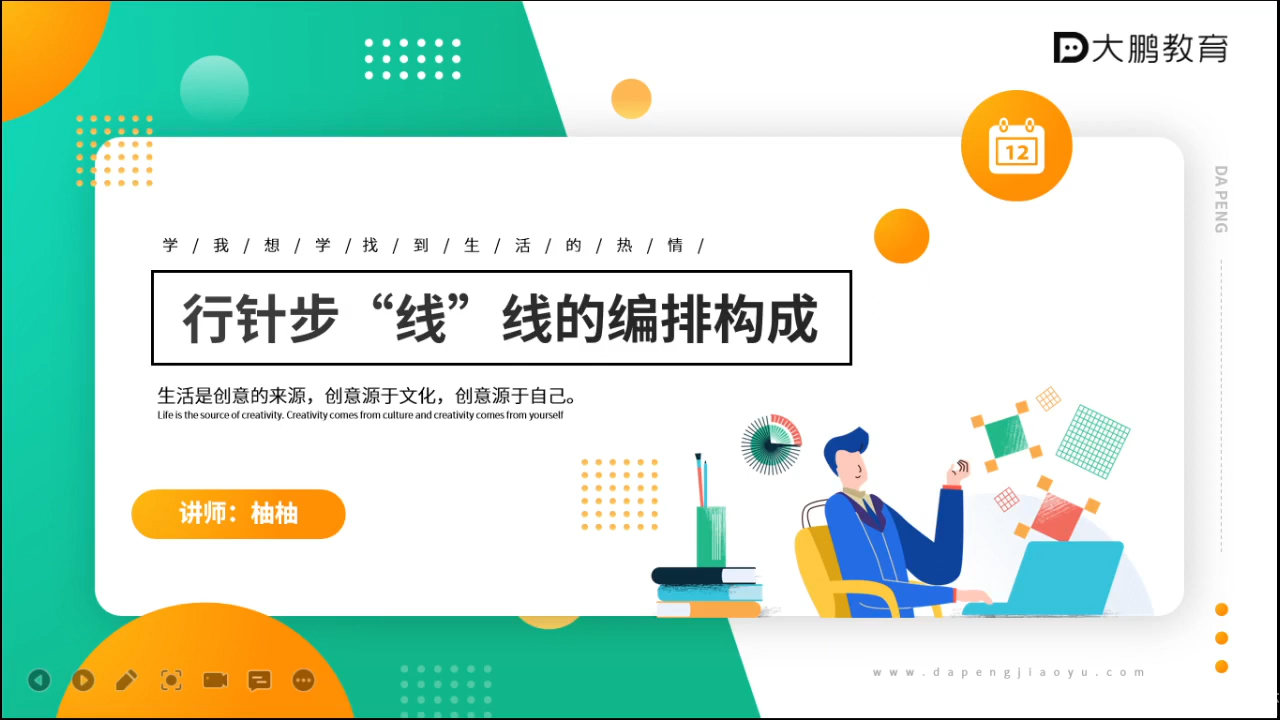 大鹏教育
12
DA PENG
学 / 我 / 想 / 学 / 找 / 到 / 生 / 活 / 的 / 热 / 情 /
行针步“线”线的编排构成
生活是创意的来源，创意源于文化，创意源于自己。
Life is the source of creativity. Creativity comes from culture and creativity comes from yourself
讲师：柚柚
www.dapengjiaoyu.com